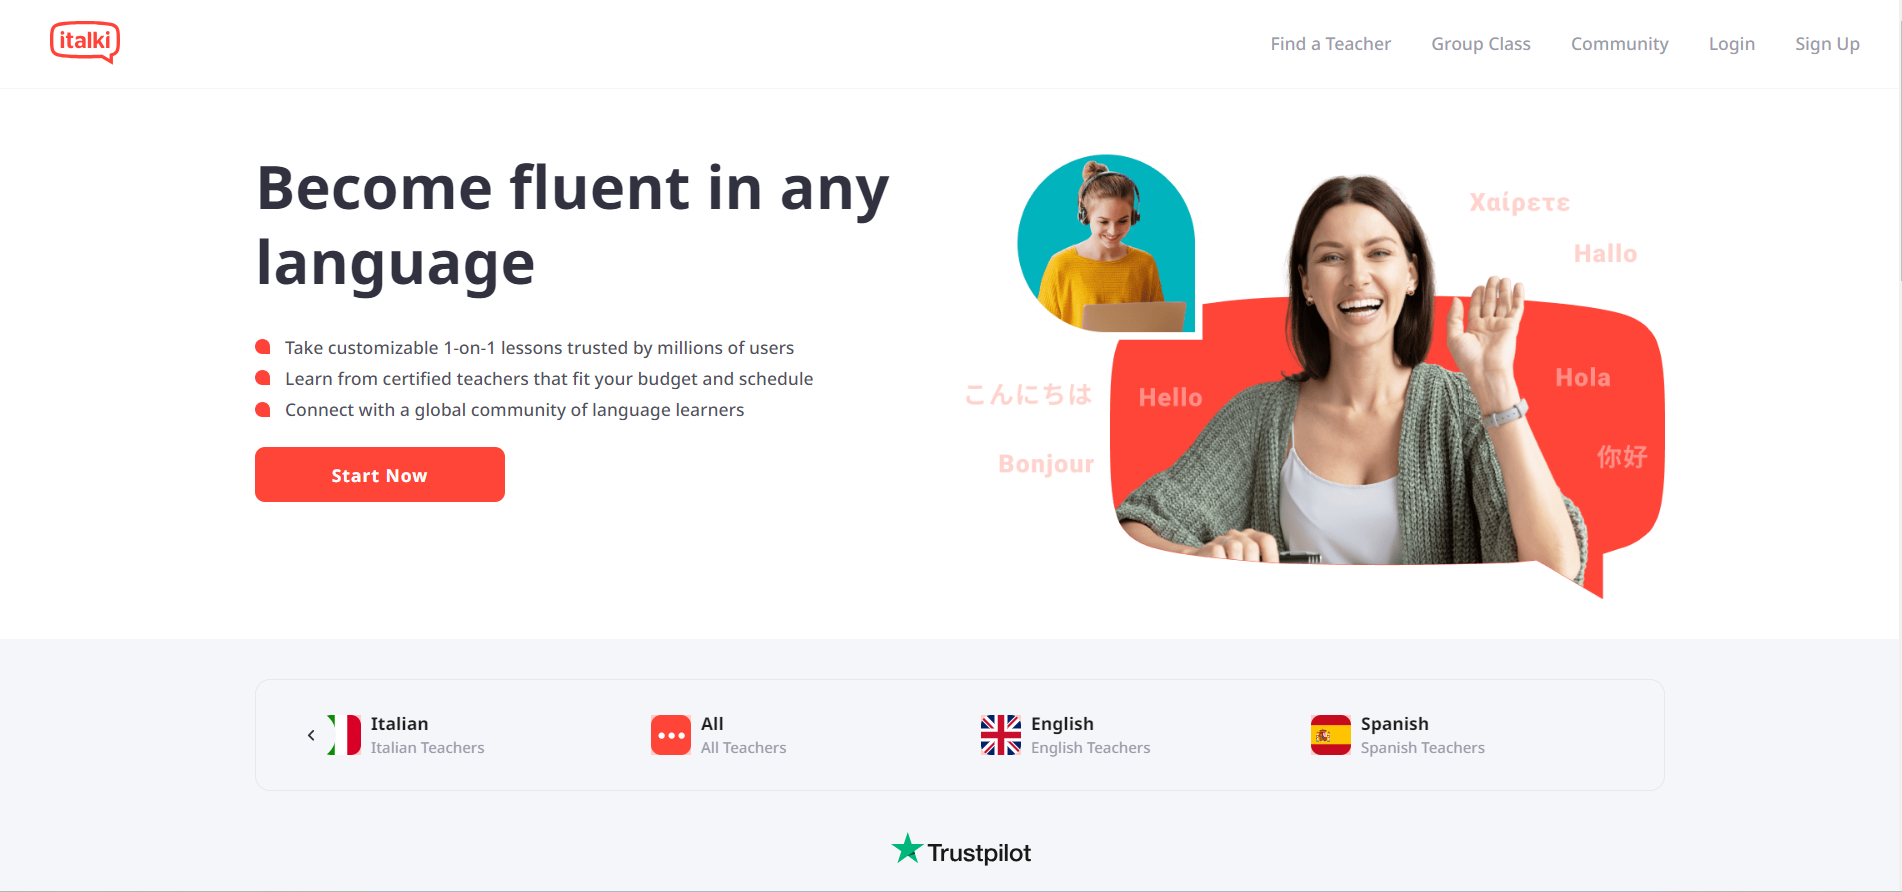 italki
Find a Teacher
Group Class
Community
Login
Sign Up
Become fluent in any
language
Take customizable 1-on-1 lessons trusted by millions of users
Learn from certified teachers that fit your budget and schedule
Connect with a global community of language learners
Start Now
Χαίρετε
Hallo
こんにちは
Hello
Hola
Bonjour
你好
Italian
Italian Teachers
All
All Teachers
English
English Teachers
Spanish
Spanish Teachers
Trustpilot